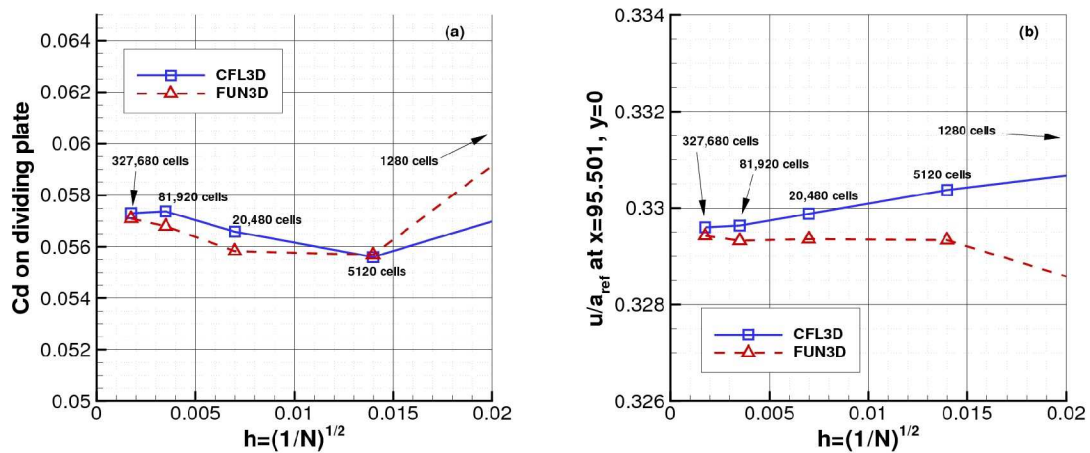 0.064
(a)
CFL3D
FUN3D
0.062
0.06
1280 cells
327,680 cells
0.058
81,920 cells
20,480 cells
0.056
5120 cells
0.054
0.052
0.05
Cd on dividing plate
0
0.005
0.01
0.015
0.02
h=(1/N)^1/2
0.334
(b)
0.332
1280 cells
327,680 cells
81,920 cells
5120 cells
20,480 cells
0.33
0.328
CFL3D
FUN3D
0.326
u/a_ref at x=95.501, y=0
0
0.005
0.01
0.015
0.02
h=(1/N)^1/2